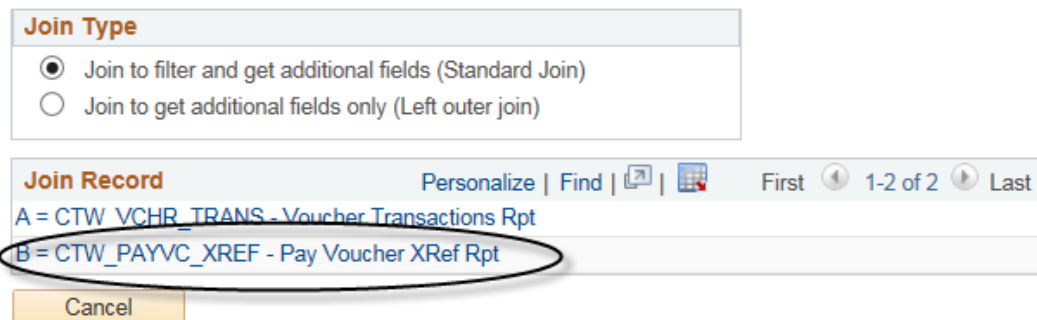 Join Type
Join to filter and get additional fields (Standard Join)
Join to get additional fields only (Left outer join)
Join Record Personalize | Find | | First 1-2 of 2 Last
A = CTW_VCHR_TRANS - Voucher Transactions Rpt
B = CTW_PAYVC_XREF - Pay Voucher XRef Rpt
Cancel